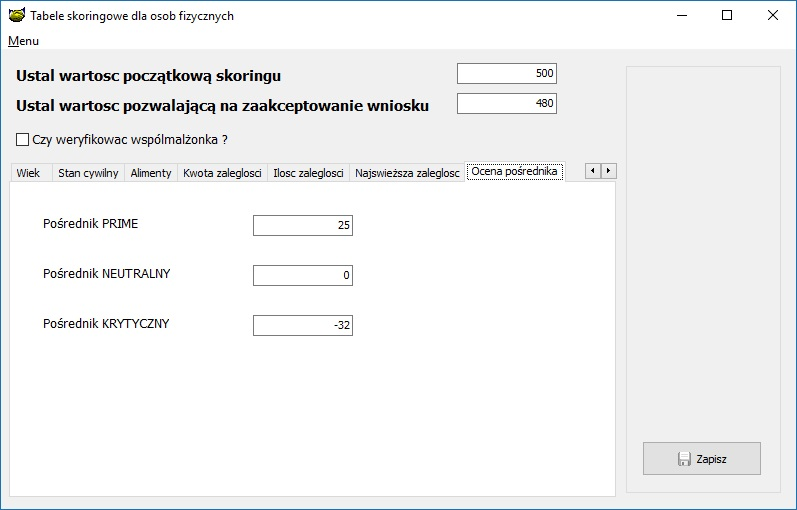 Tabele skoringowe dla osob fizycznych
Menu
Ustal wartosc początkową skoringu 500
Ustal wartosc pozwalającą na zaakceptowanie wniosku 480
Czy weryfikowac wspólmalżonka ?
Wiek Stan cywilny Alimenty Kwota zaleglosci Ilosc zaleglosci Najswieższa zaleglosc Ocena pośrednika
Pośrednik PRIME 25
Pośrednik NEUTRALNY 0
Pośrednik KRYTYCZNY -32
Zapisz